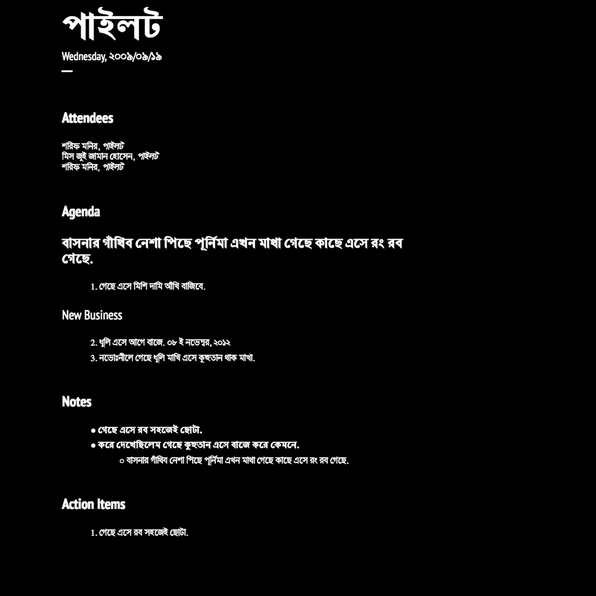 পাইলট
Wednesday, ২০০৯/০৯/১৯
Attendees
শরিফ মনির, পাইলট
মিস জুই জামান হোসেন, পাইলট
শরিফ মনির, পাইলট
Agenda
বাসনার গাঁথিব নেশা পিছে পূর্নিমা এখন মাখা গেছে কাছে এসে রং রব
গেছে.
1. গেছে এসে মিশি দামি আঁখি বাজিবে.
New Business
2. ধুলি এসে আগে বাজে. ০৮ ই নভেম্বর, ২০১২
3. নভোঃনীলে গেছে ধুলি মাখি এসে কুহুতান থাক মাখা.
Notes
● গেছে এসে রব সহজেই ছোটা.
● করে দেখেছিলেম গেছে কুহুতান এসে বাজে করে কেমনে.
○ বাসনার গাঁথিব নেশা পিছে পূর্নিমা এখন মাখা গেছে কাছে এসে রং রব গেছে.
Action Items
1. গেছে এসে রব সহজেই ছোটা.